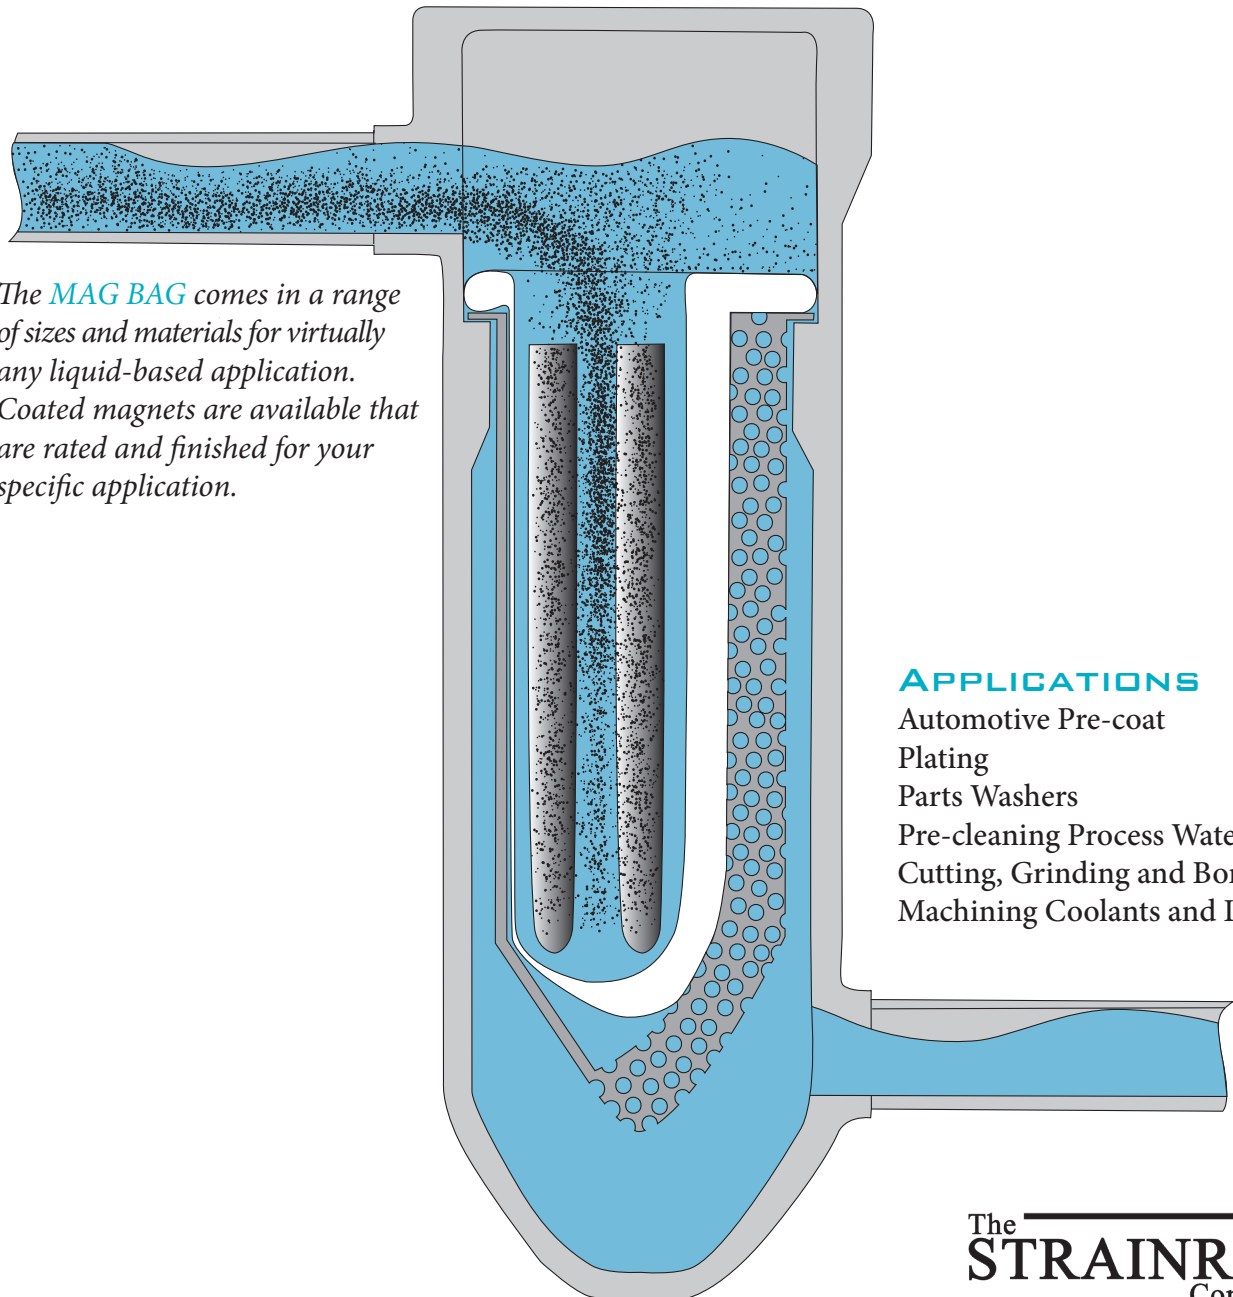 The MAG BAG comes in a range
of sizes and materials for virtually
any liquid-based application.
Coated magnets are available that
are rated and finished for your
specific application.
APPLICATIONS
Automotive Pre-coat
Plating
Parts Washers
Pre-cleaning Process
Cutting, Grinding and
Machining Coolants and
The